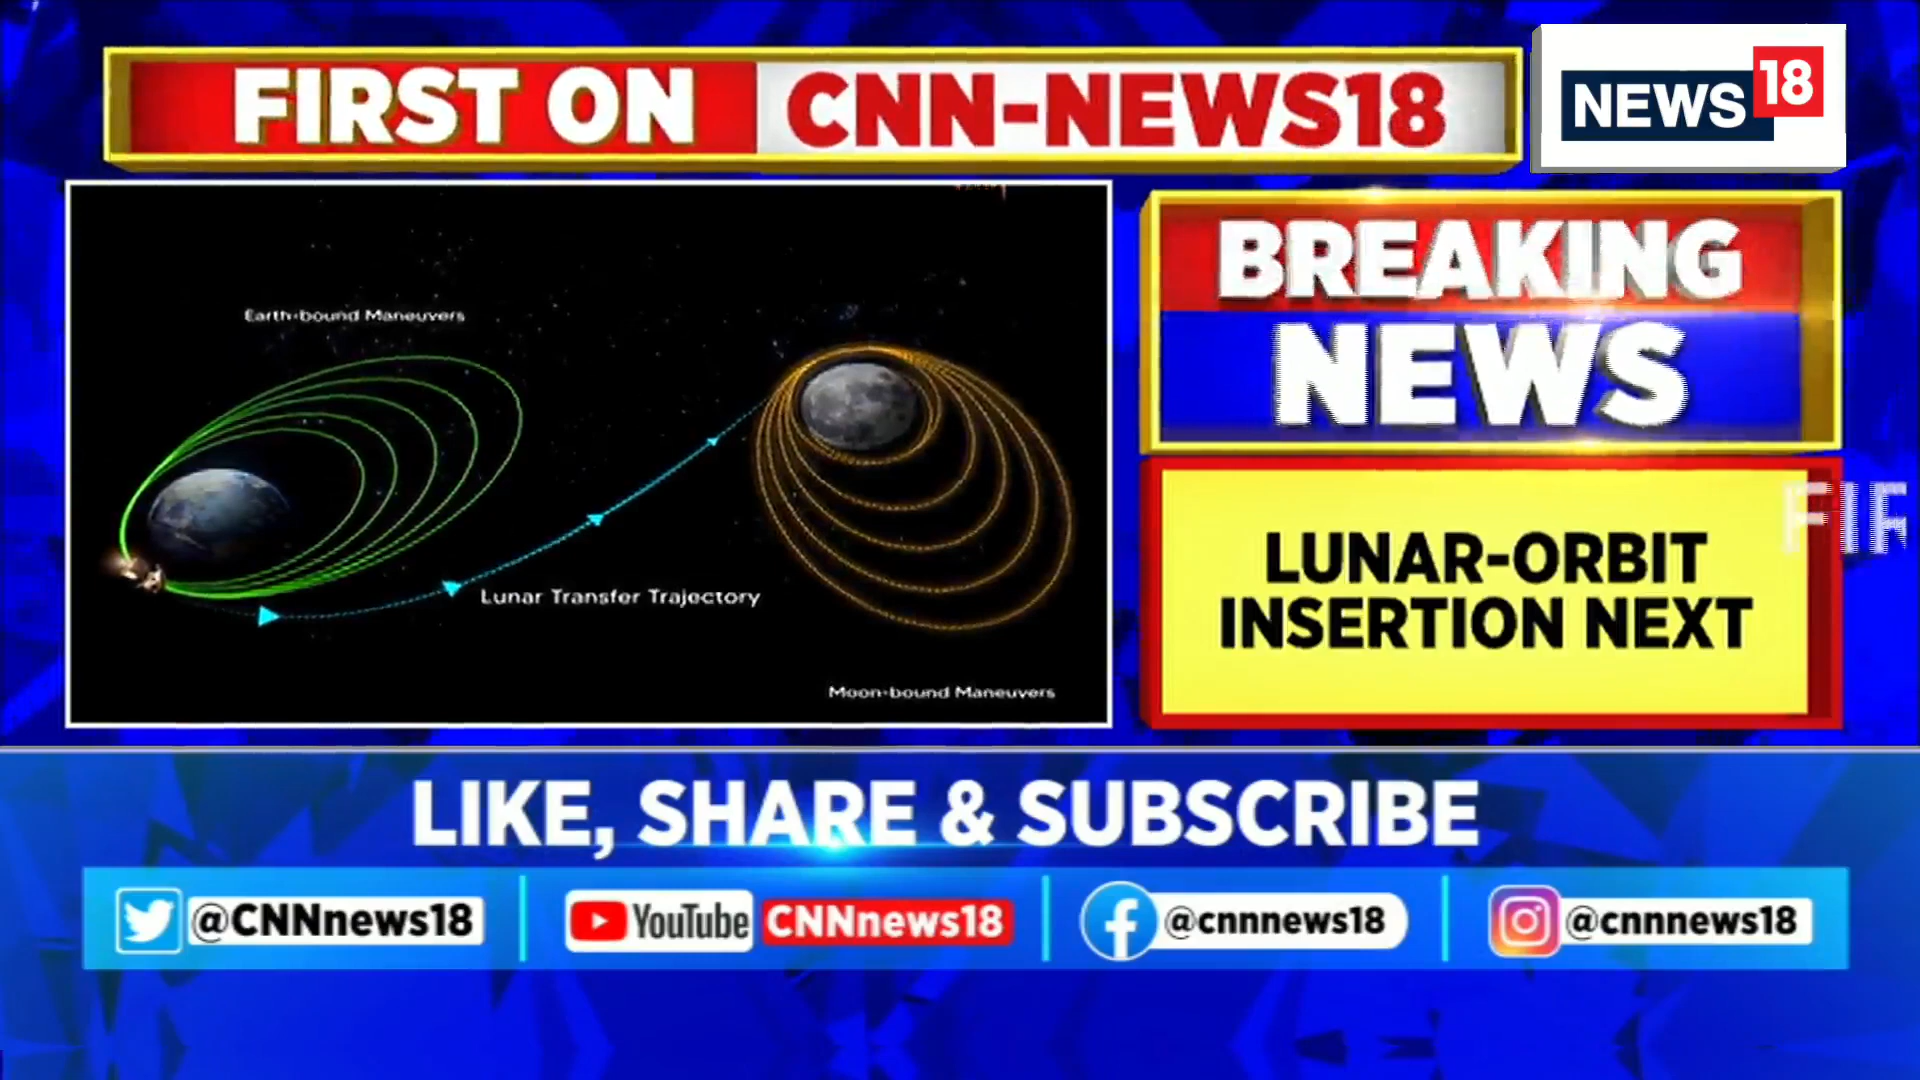 FIRST ON CNN-NEWS18
NEWS18
BREAKING
NEWS
Earth-bound Maneuvers
Lunar Transfer Trajectory
Moon-bound Maneuvers
LUNAR-ORBIT
INSERTION NEXT
LIKE, SHARE & SUBSCRIBE
@CNNnews18
YouTube CNNnews18
@cnnnews18
@cnnnews18